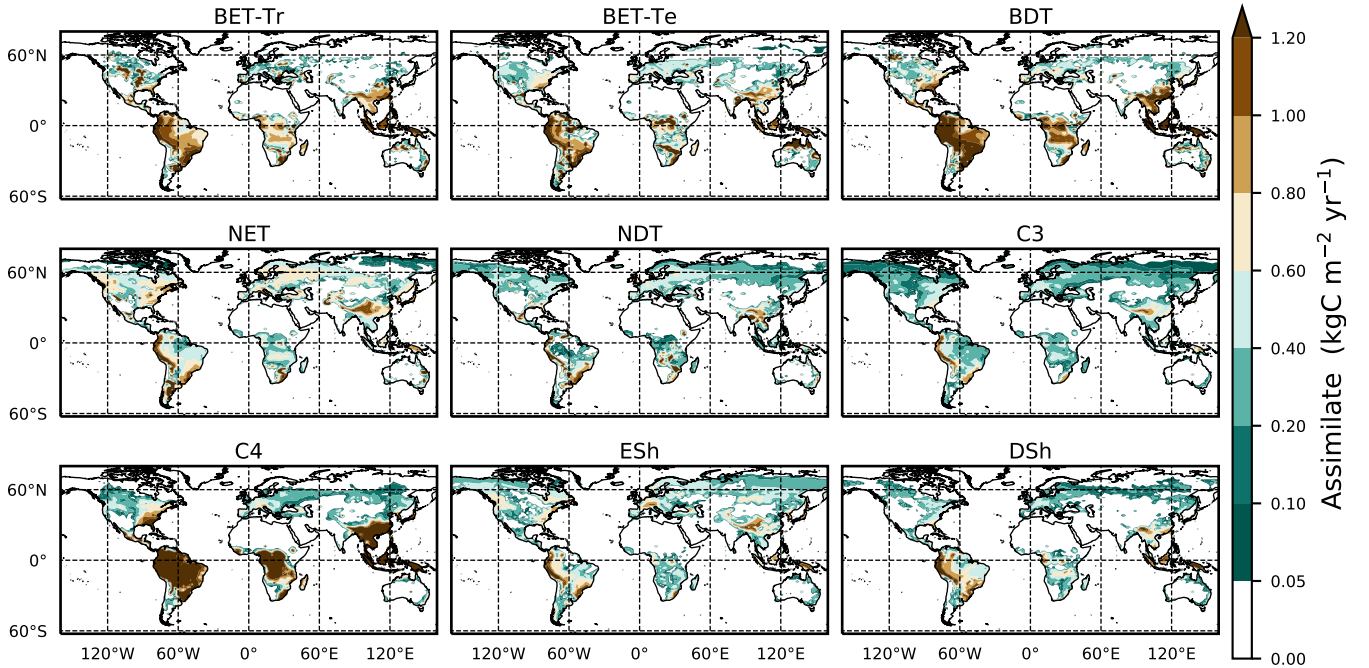 BET-Tr BET-Te BDT
60°N
0°
60°S
NET NDT C3
60°N
0°
60°S
C4 ESh DSh
60°N
0°
60°S
120°W 60°W 0° 60°E 120°E 120°W 60°W 0° 60°E 120°E 120°W 60°W 0° 60°E 120°E
1.20
1.00
0.80
0.60
0.40
0.20
0.10
0.05
0.00
Assimilate (kgC m⁻² yr⁻¹)